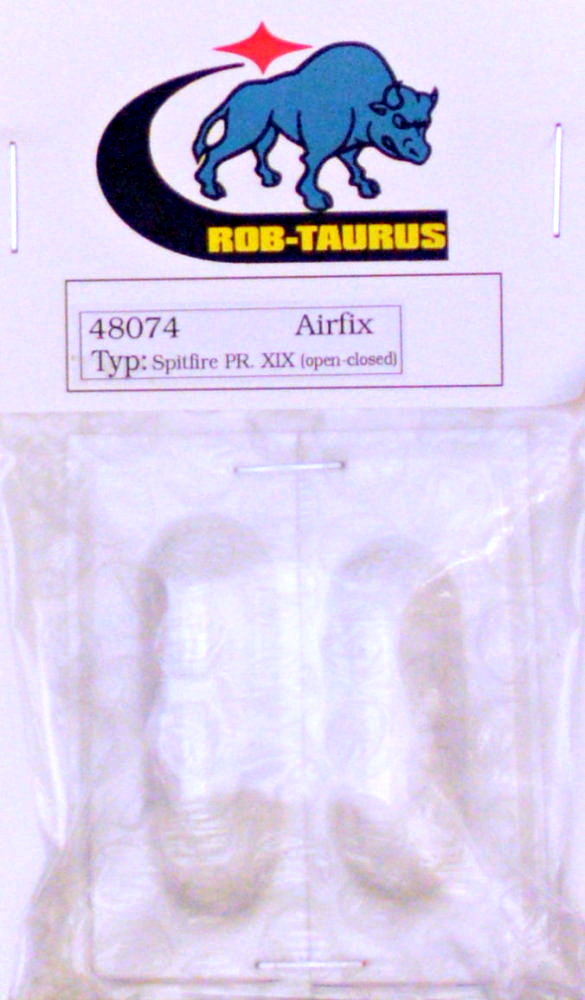 ROB-TAURUS
48074 Airfix
Typ: Spitfire PR. XIX (open-closed)